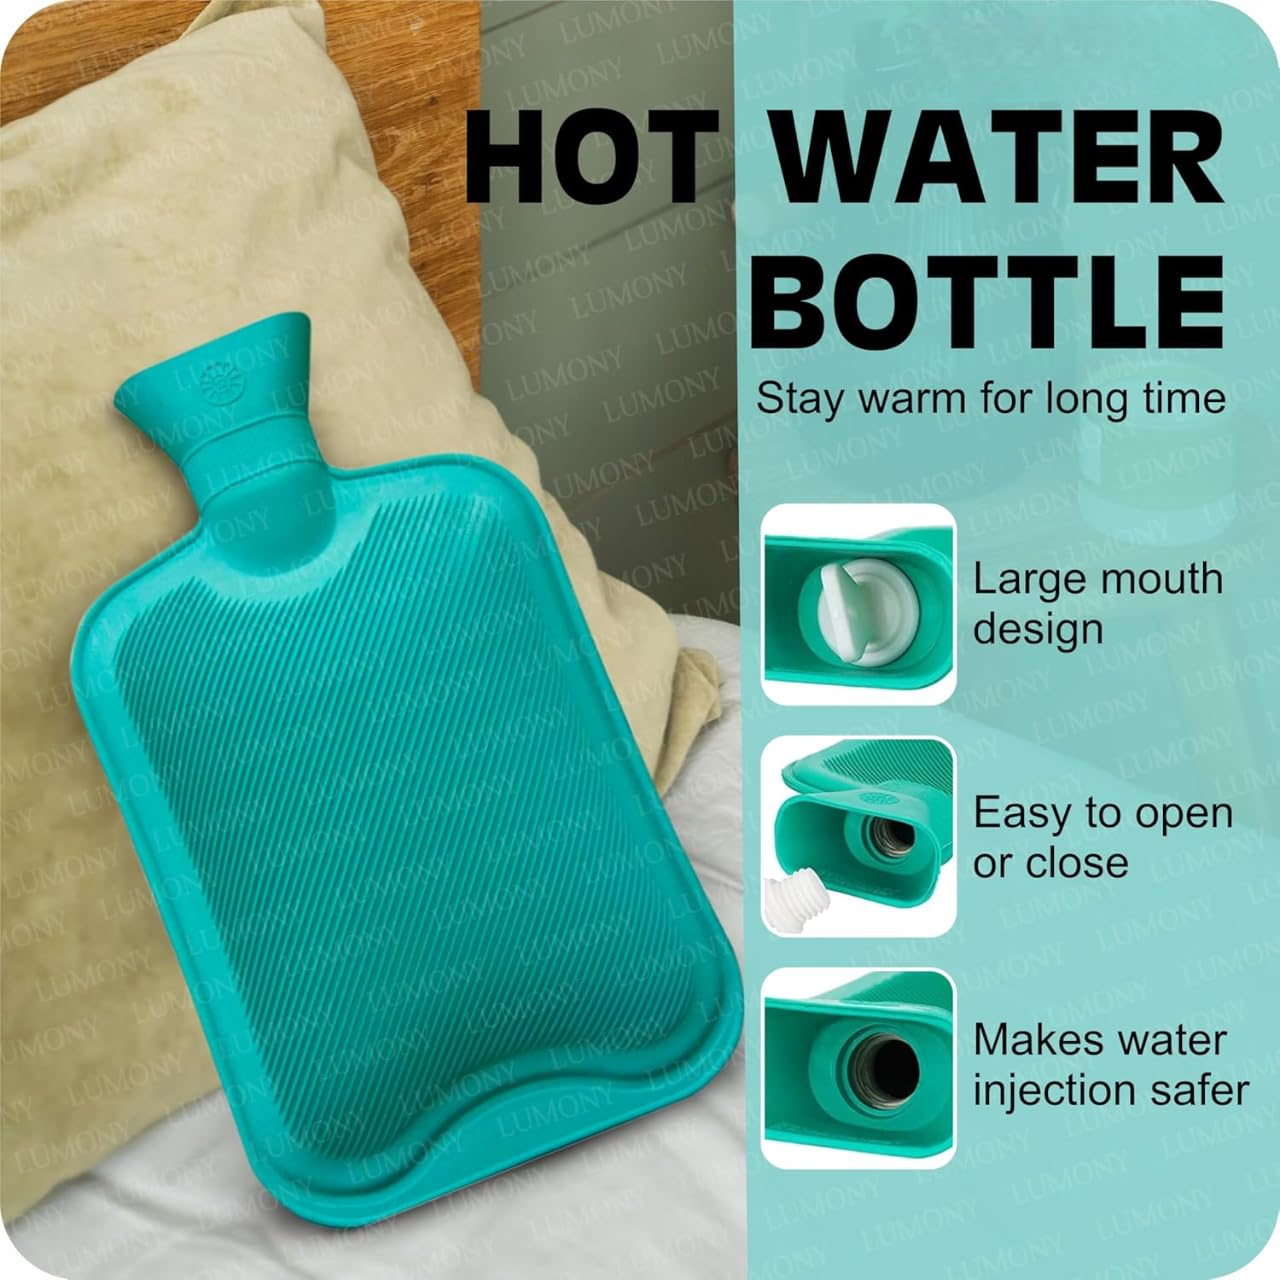 HOT WATER
BOTTLE
Stay warm for long time
Large mouth
design
Easy to open
or close
Makes water
injection safer
LUMONY